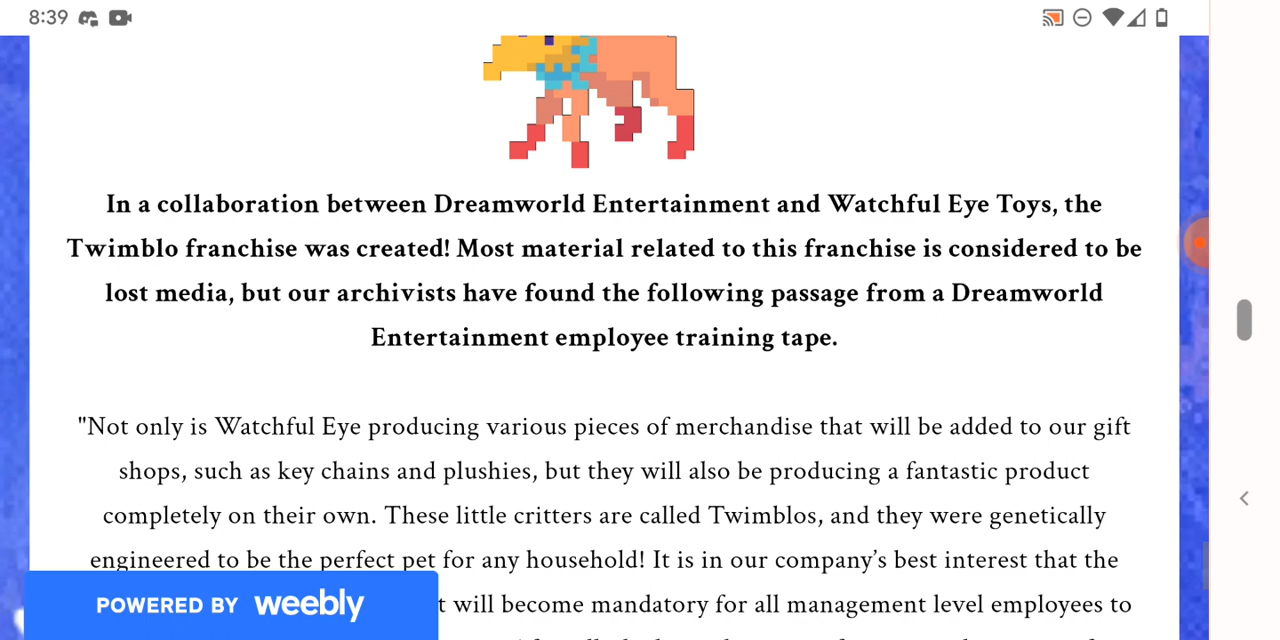 8:39
In a collaboration between Dreamworld Entertainment and Watchful Eye Toys, the
Twimblo franchise was created! Most material related to this franchise is considered to be
lost media, but our archivists have found the following passage from a Dreamworld
Entertainment employee training tape.
"Not only is Watchful Eye producing various pieces of merchandise that will be added to our gift
shops, such as key chains and plushies, but they will also be producing a fantastic product
completely on their own. These little critters are called Twimblos, and they were genetically
engineered to be the perfect pet for any household! It is in our company’s best interest that the
t will become mandatory for all management level employees to
POWERED BY weebly